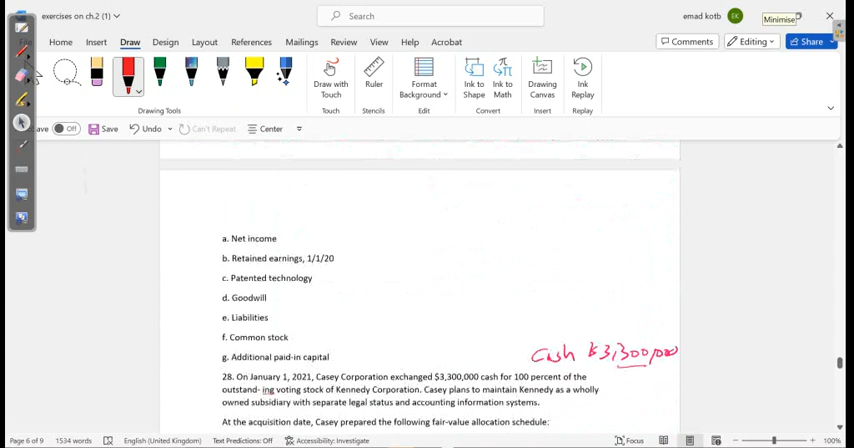 exercises on ch.2 (1)
Search
emad kotb
EK
Minimise
File
Home
Insert
Draw
Design
Layout
References
Mailings
Review
View
Help
Acrobat
Comments
Editing
Share
Draw with Touch
Ruler
Format Background
Ink to Shape
Ink to Math
Drawing Canvas
Ink Replay
Drawing Tools
Touch
Stencils
Edit
Convert
Insert
Replay
Off
Save
Undo
Can't Repeat
Center
a. Net income
b. Retained earnings, 1/1/20
c. Patented technology
d. Goodwill
e. Liabilities
f. Common stock
g. Additional paid-in capital
Cash $3,300,000
28. On January 1, 2021, Casey Corporation exchanged $3,300,000 cash for 100 percent of the
outstand- ing voting stock of Kennedy Corporation. Casey plans to maintain Kennedy as a wholly
owned subsidiary with separate legal status and accounting information systems.
At the acquisition date, Casey prepared the following fair-value allocation schedule:
Page 6 of 9
1534 words
English (United Kingdom)
Text Predictions: Off
Accessibility: Investigate
Focus
100%